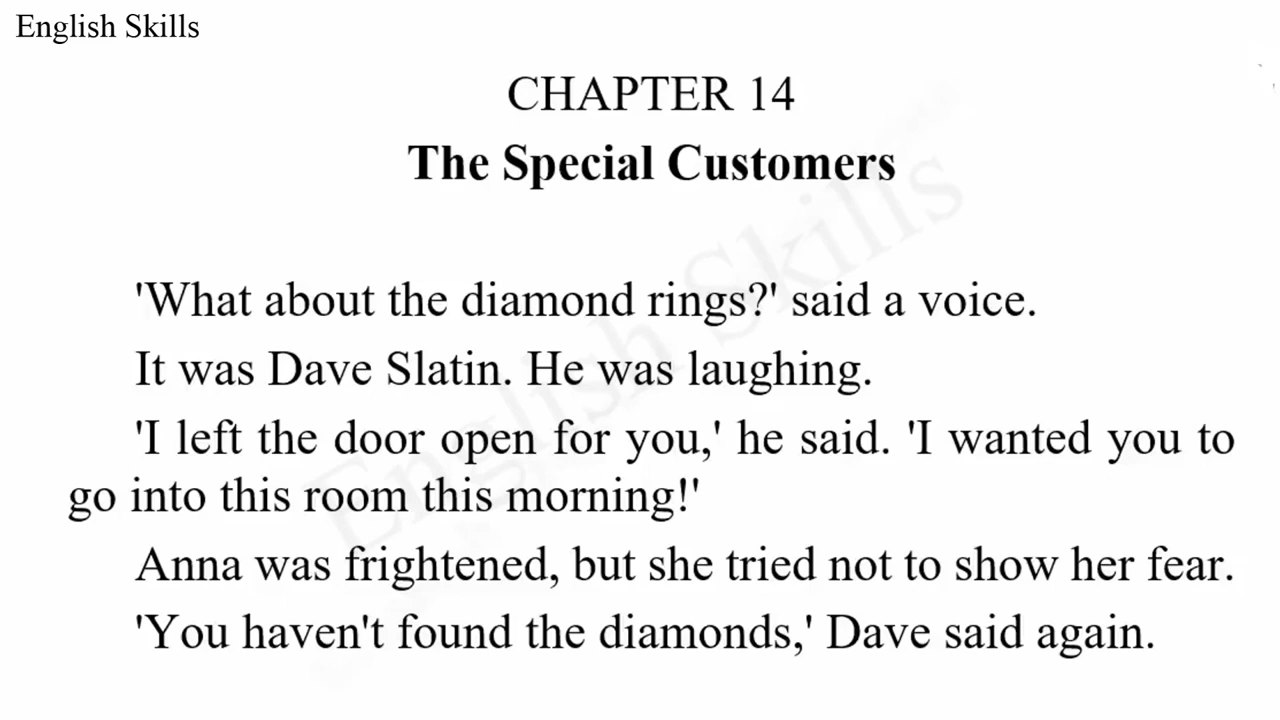 English Skills
CHAPTER 14
The Special Customers
'What about the diamond rings?' said a voice.
It was Dave Slatin. He was laughing.
'I left the door open for you,' he said. 'I wanted you to
go into this room this morning!'
Anna was frightened, but she tried not to show her fear.
'You haven't found the diamonds,' Dave said again.
English Skills